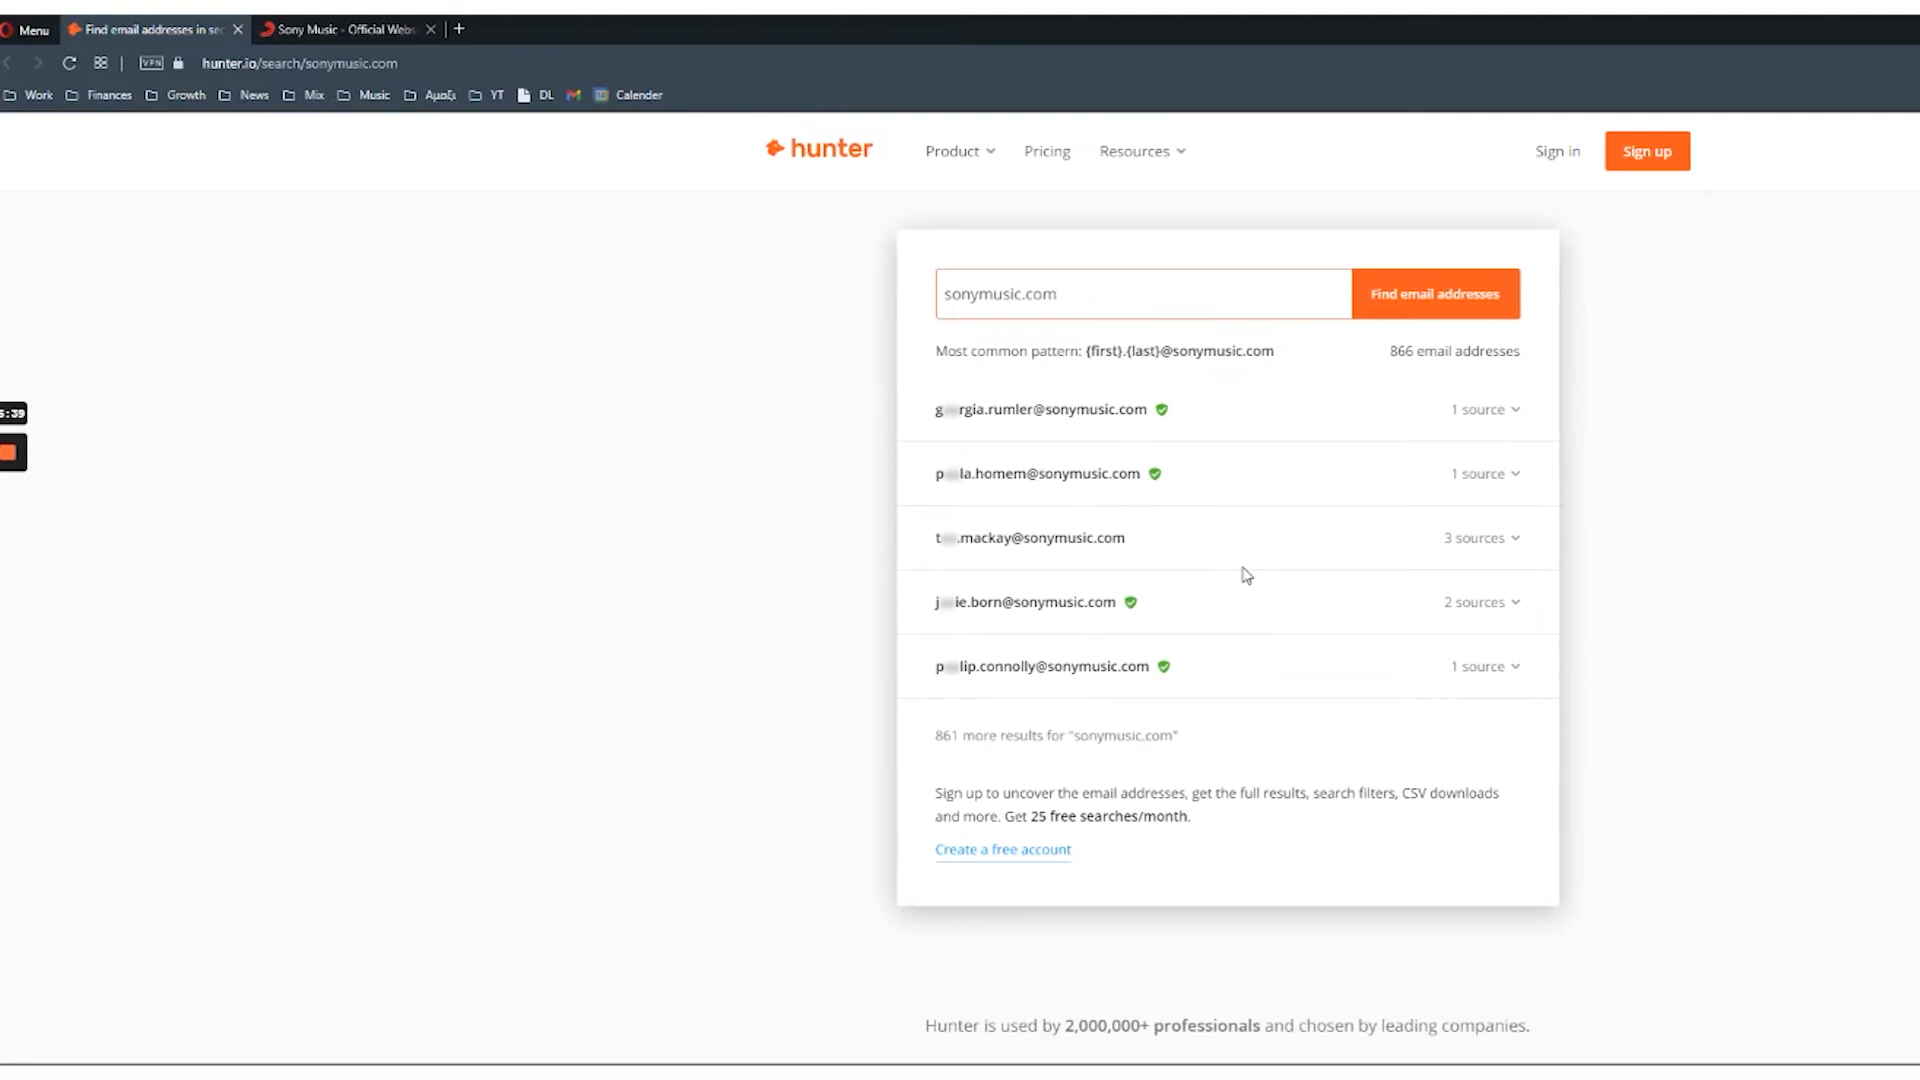 Menu
Find email addresses in sec
Sony Music - Official Webs
VPN
hunter.io/search/sonymusic.com
Work
Finances
Growth
News
Mix
Music
Αμαξι
YT
DL
Calender
hunter
Product
Pricing
Resources
Sign in
Sign up
sonymusic.com
Find email addresses
Most common pattern: {first}.{last}@sonymusic.com
866 email addresses
g rgia.rumler@sonymusic.com
1 source
p la.homem@sonymusic.com
1 source
t .mackay@sonymusic.com
3 sources
j ie.born@sonymusic.com
2 sources
p lip.connolly@sonymusic.com
1 source
861 more results for "sonymusic.com"
Sign up to uncover the email addresses, get the full results, search filters, CSV downloads
and more. Get 25 free searches/month.
Create a free account
5:39
Hunter is used by 2,000,000+ professionals and chosen by leading companies.